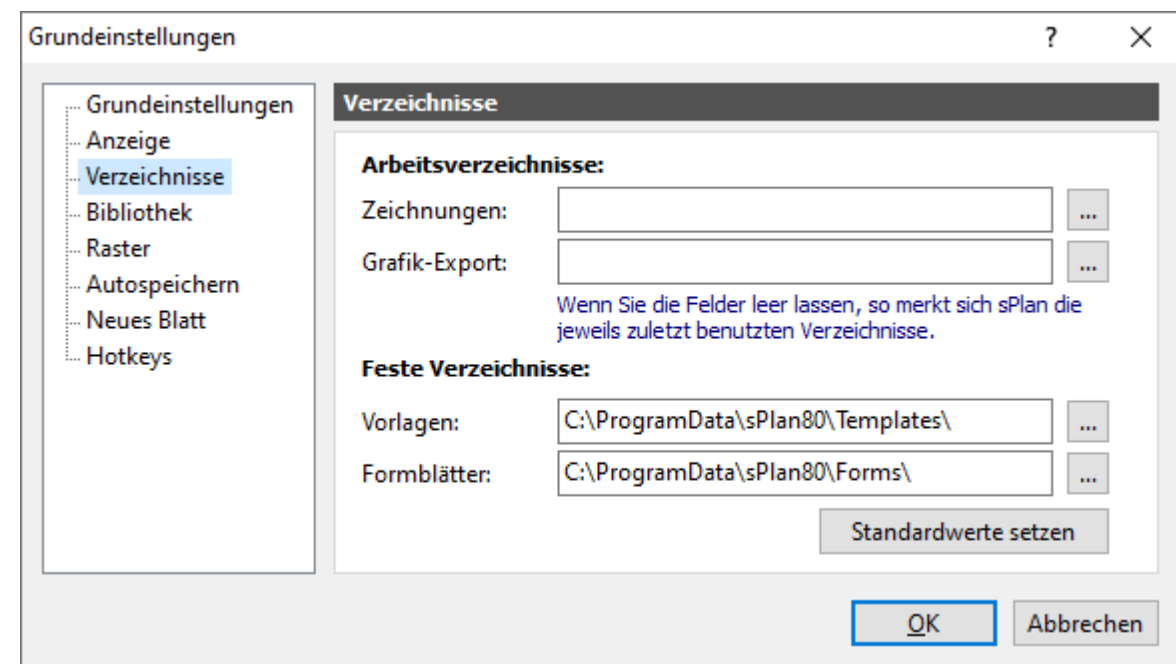 Grundeinstellungen ?
Grundeinstellungen
Anzeige
Verzeichnisse
Bibliothek
Raster
Autospeichern
Neues Blatt
Hotkeys
Verzeichnisse
Arbeitsverzeichnisse:
Zeichnungen: ...
Grafik-Export: ...
Wenn Sie die Felder leer lassen, so merkt sich sPlan die
jeweils zuletzt benutzten Verzeichnisse.
Feste Verzeichnisse:
Vorlagen: C:\ProgramData\sPlan80\Templates\ ...
Formblätter: C:\ProgramData\sPlan80\Forms\ ...
Standardwerte setzen
OK Abbrechen